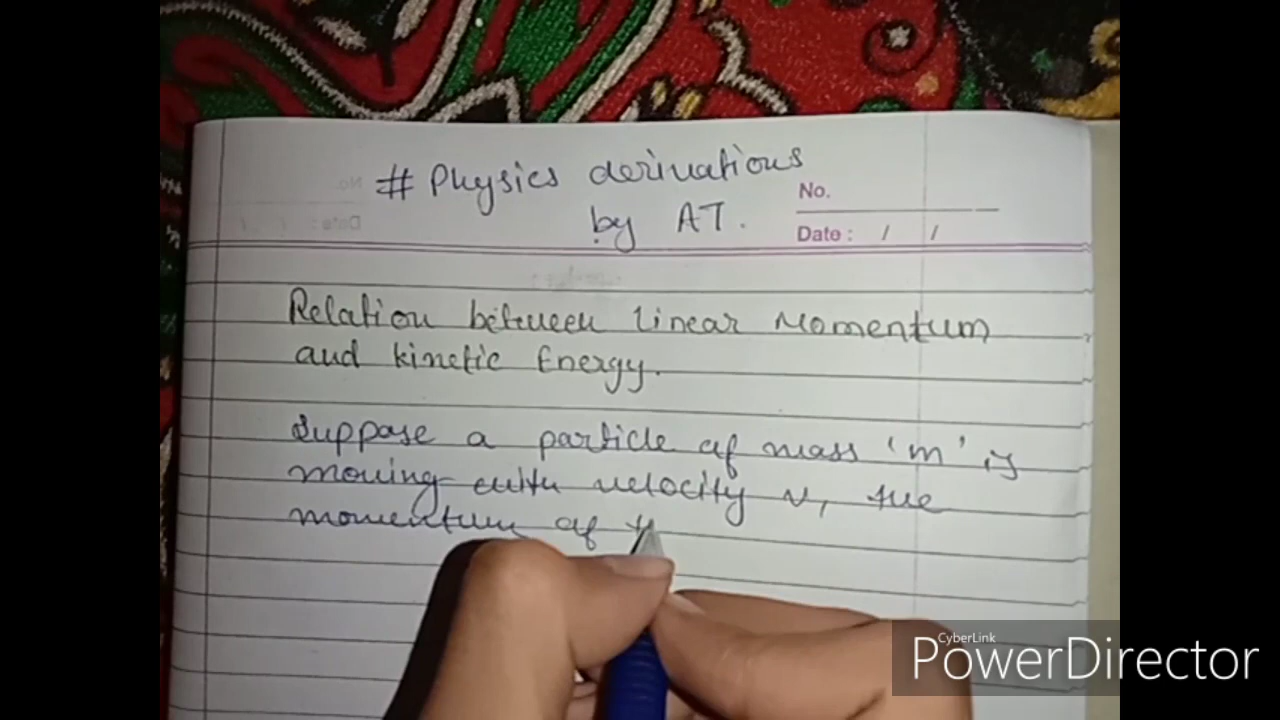 # Physics derivations
by AT.
No.
Date : / /
Relation between Linear Momentum
and kinetic Energy.
Suppose a particle of mass 'm' is
moving with velocity v, the
momentum of
CyberLink
PowerDirector